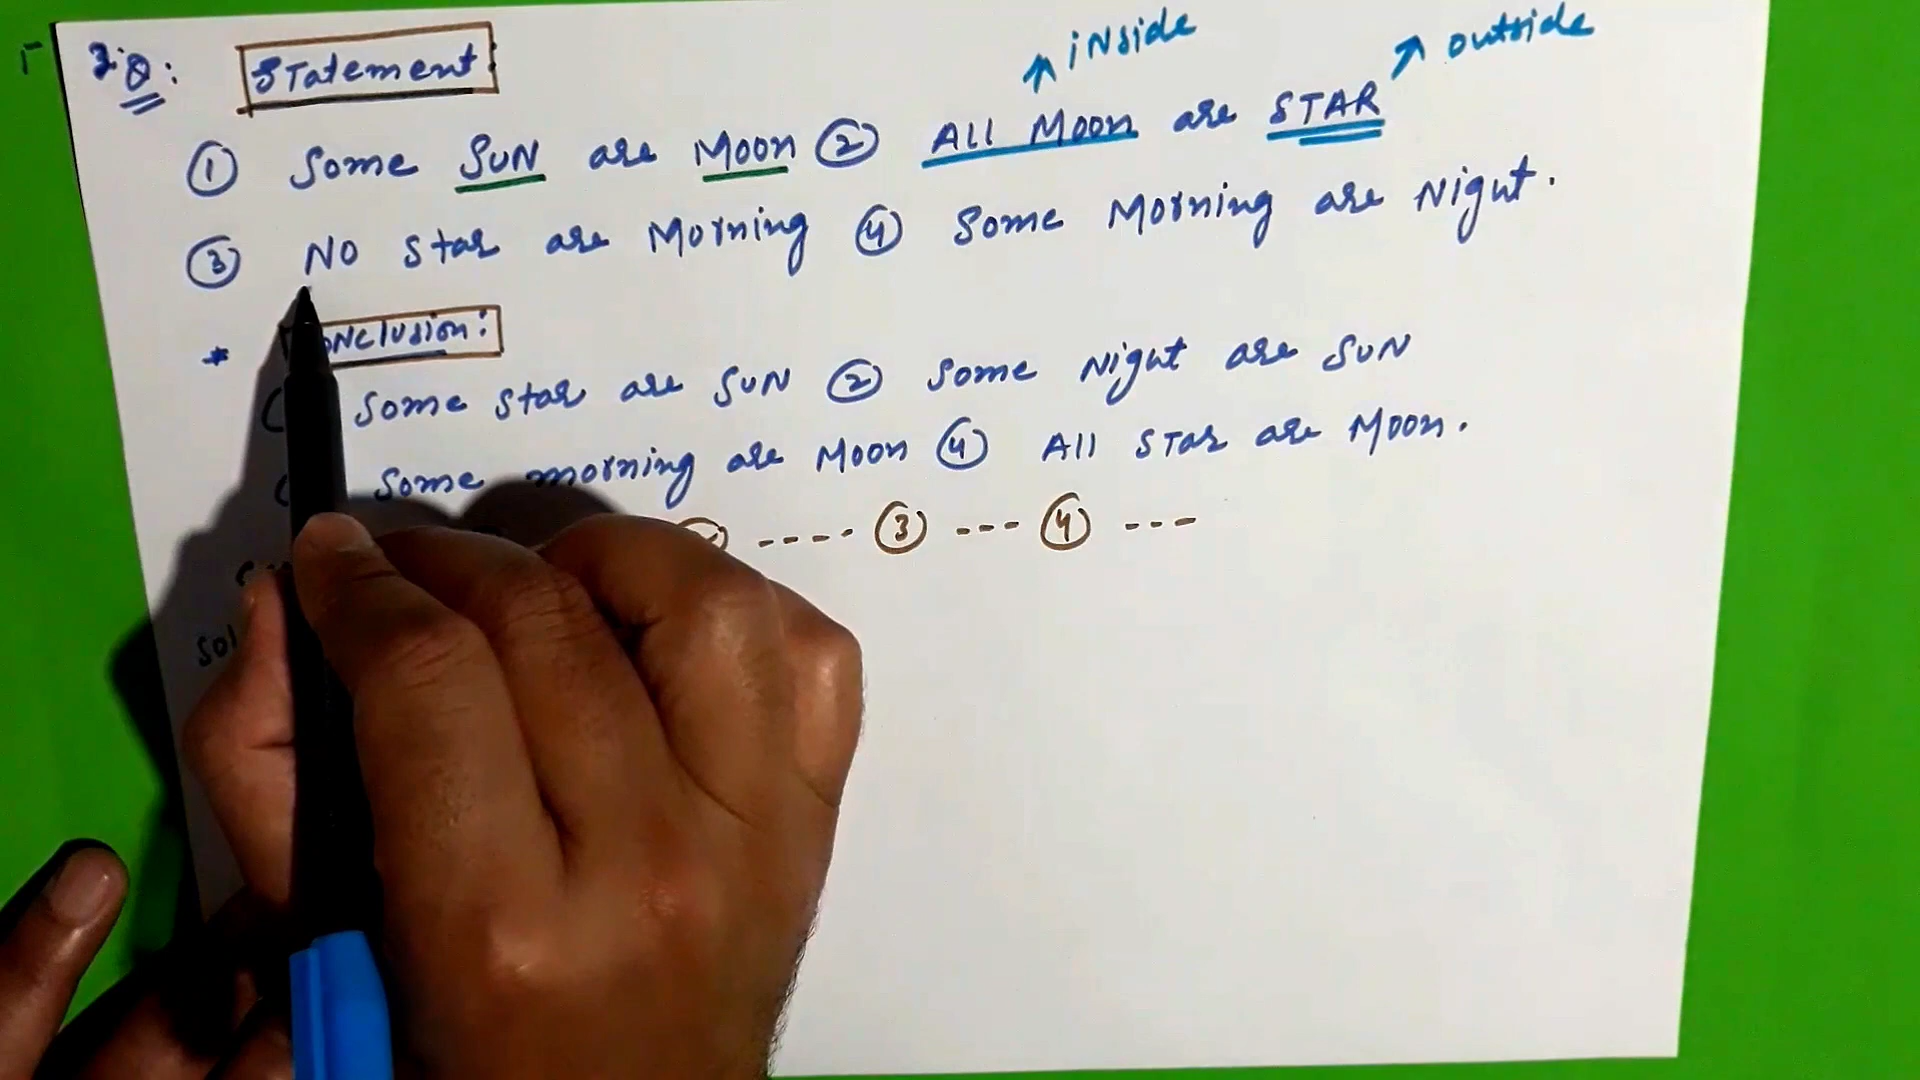 2.Q: Statement
↑ inside ↗ outside
① Some SUN are Moon ② All Moon are STAR
③ NO Star are Morning ④ Some Morning are Night.
* Conclusion:
Some Star are SUN ② Some Night are SUN
Some morning are Moon ④ All STar are Moon.
---- ③ --- ④ ---
Sol